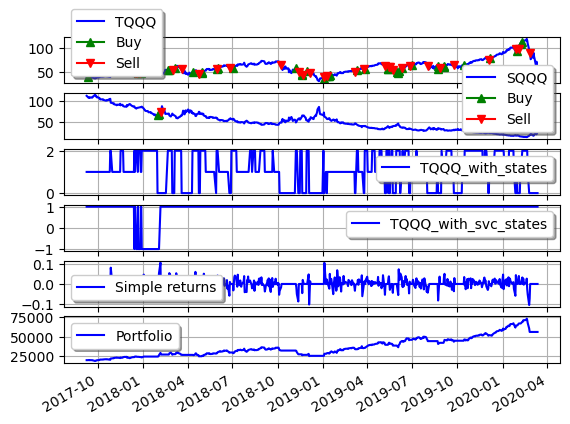 TQQQ
Buy
Sell
100
50
SQQQ
Buy
Sell
100
50
2
0
TQQQ_with_states
1
0
−1
TQQQ_with_svc_states
0.1
0.0
−0.1
Simple returns
75000
50000
25000
Portfolio
2017-10 2018-01 2018-04 2018-07 2018-10 2019-01 2019-04 2019-07 2019-10 2020-01 2020-04